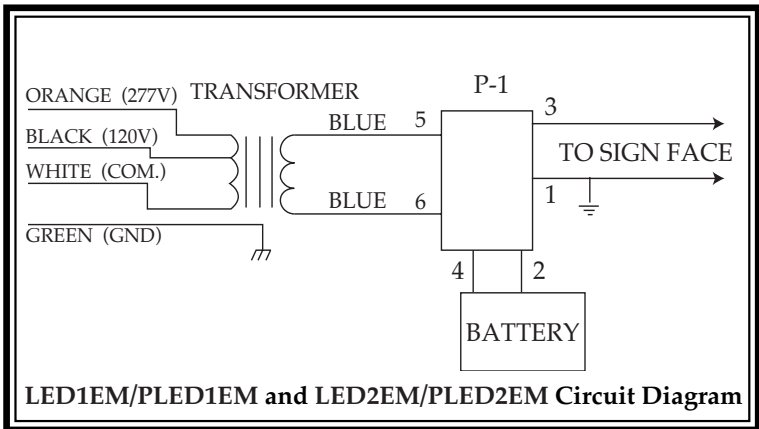 P-1
ORANGE (277V) TRANSFORMER
BLUE 5
3
BLACK (120V)
TO SIGN FACE
WHITE (COM.)
BLUE 6
1
GREEN (GND)
4 2
BATTERY
LED1EM/PLED1EM and LED2EM/PLED2EM Circuit Diagram